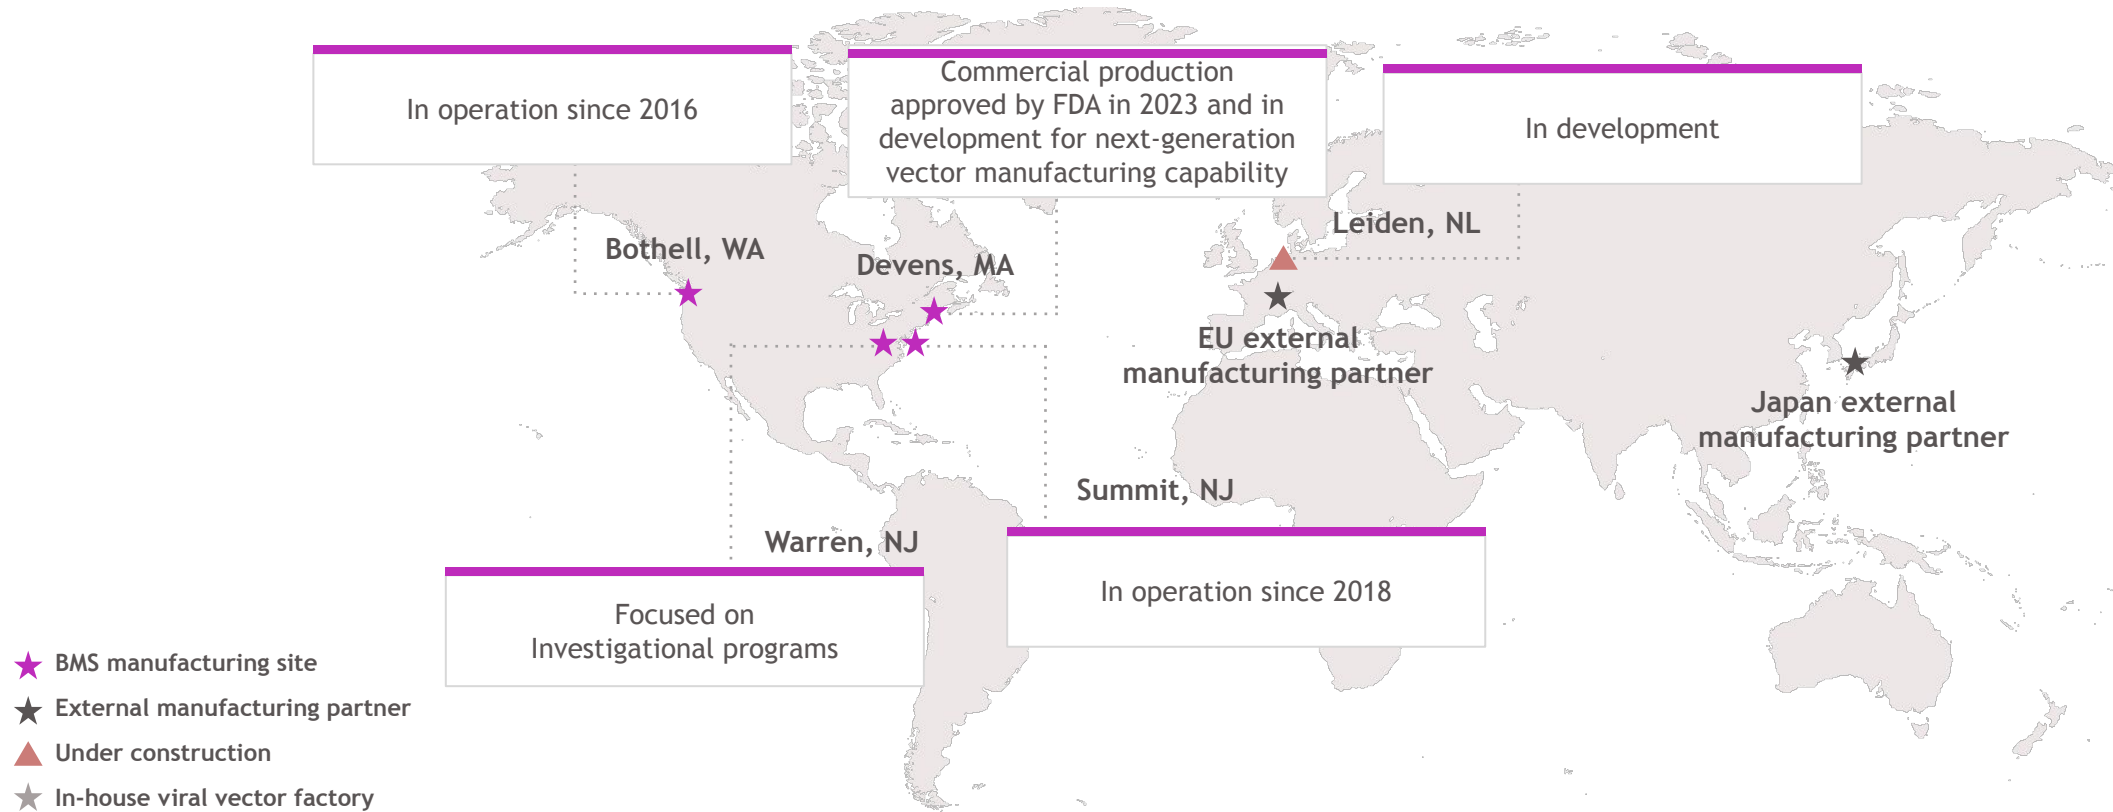 In operation since 2016
Commercial production
approved by FDA in 2023 and in
development for next-generation
vector manufacturing capability
In development
Leiden, NL
Bothell, WA
Devens, MA
EU external
manufacturing partner
Japan external
manufacturing partner
Summit, NJ
Warren, NJ
In operation since 2018
Focused on
Investigational programs
BMS manufacturing site
External manufacturing partner
Under construction
In-house viral vector factory